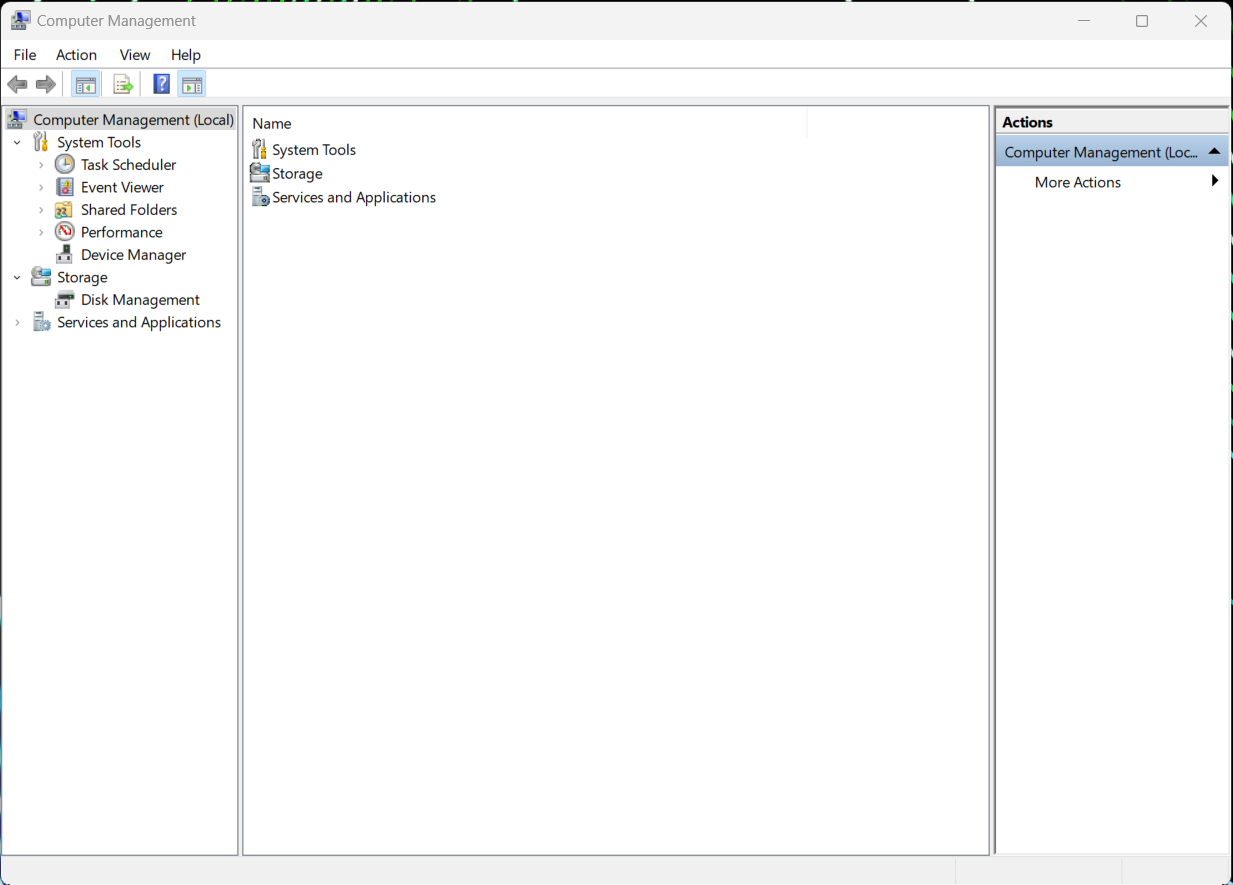 Computer Management
File Action View Help
?
Computer Management (Local)
System Tools
Task Scheduler
Event Viewer
Shared Folders
Performance
Device Manager
Storage
Disk Management
Services and Applications
Name
System Tools
Storage
Services and Applications
Actions
Computer Management (Loc...
More Actions